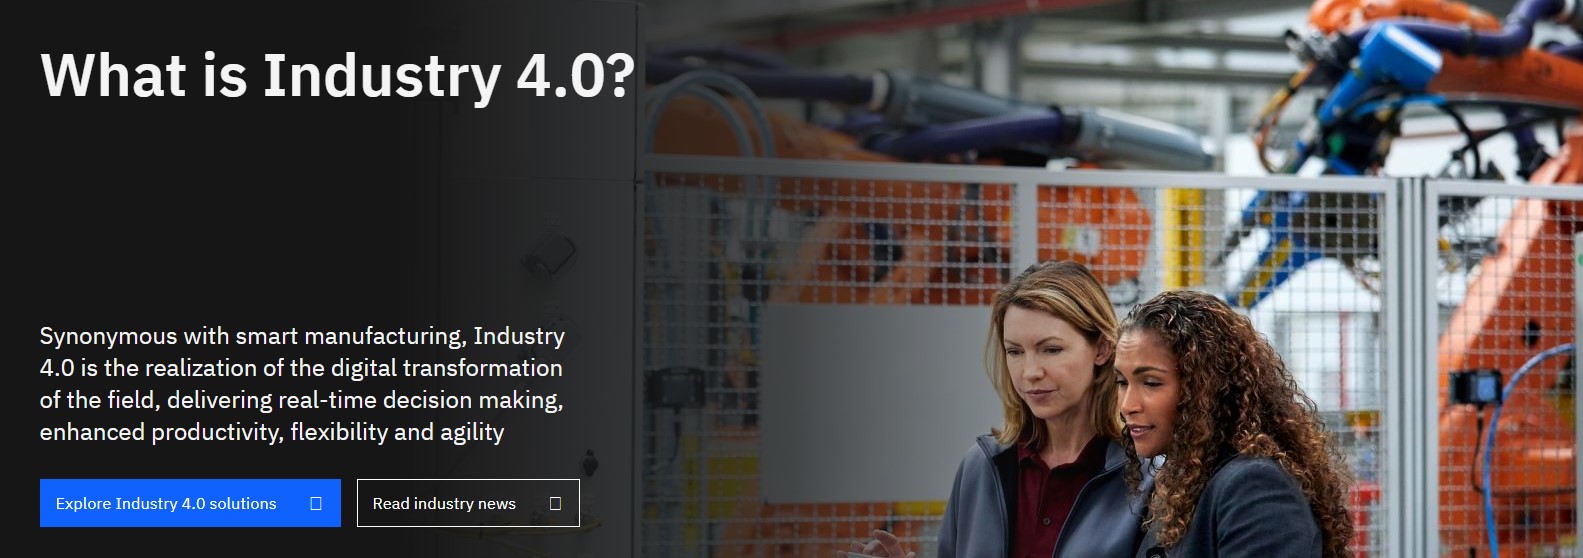 What is Industry 4.0?
Synonymous with smart manufacturing, Industry
4.0 is the realization of the digital transformation
of the field, delivering real-time decision making,
enhanced productivity, flexibility and agility
Explore Industry 4.0 solutions
Read industry news